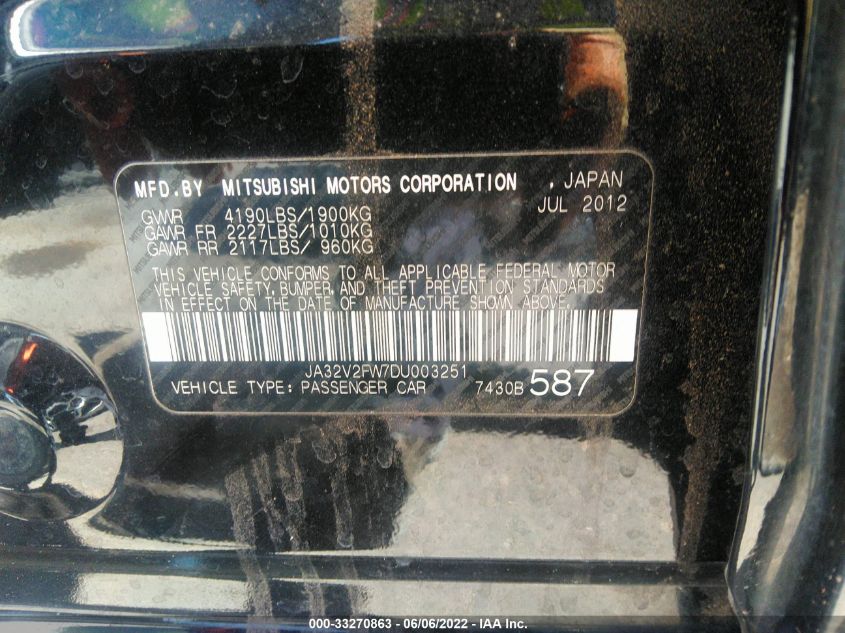 MFD.BY MITSUBISHI MOTORS CORPORATION , JAPAN
GVWR 4190LBS/1900KG JUL 2012
GAWR FR 2227LBS/1010KG
GAWR RR 2117LBS/ 960KG
THIS VEHICLE CONFORMS TO ALL APPLICABLE FEDERAL MOTOR
VEHICLE SAFETY, BUMPER, AND THEFT PREVENTION STANDARDS
IN EFFECT ON THE DATE OF MANUFACTURE SHOWN ABOVE.
JA32V2FW7DU003251
VEHICLE TYPE: PASSENGER CAR 7430B 587
000-33270863 - 06/06/2022 - IAA Inc.